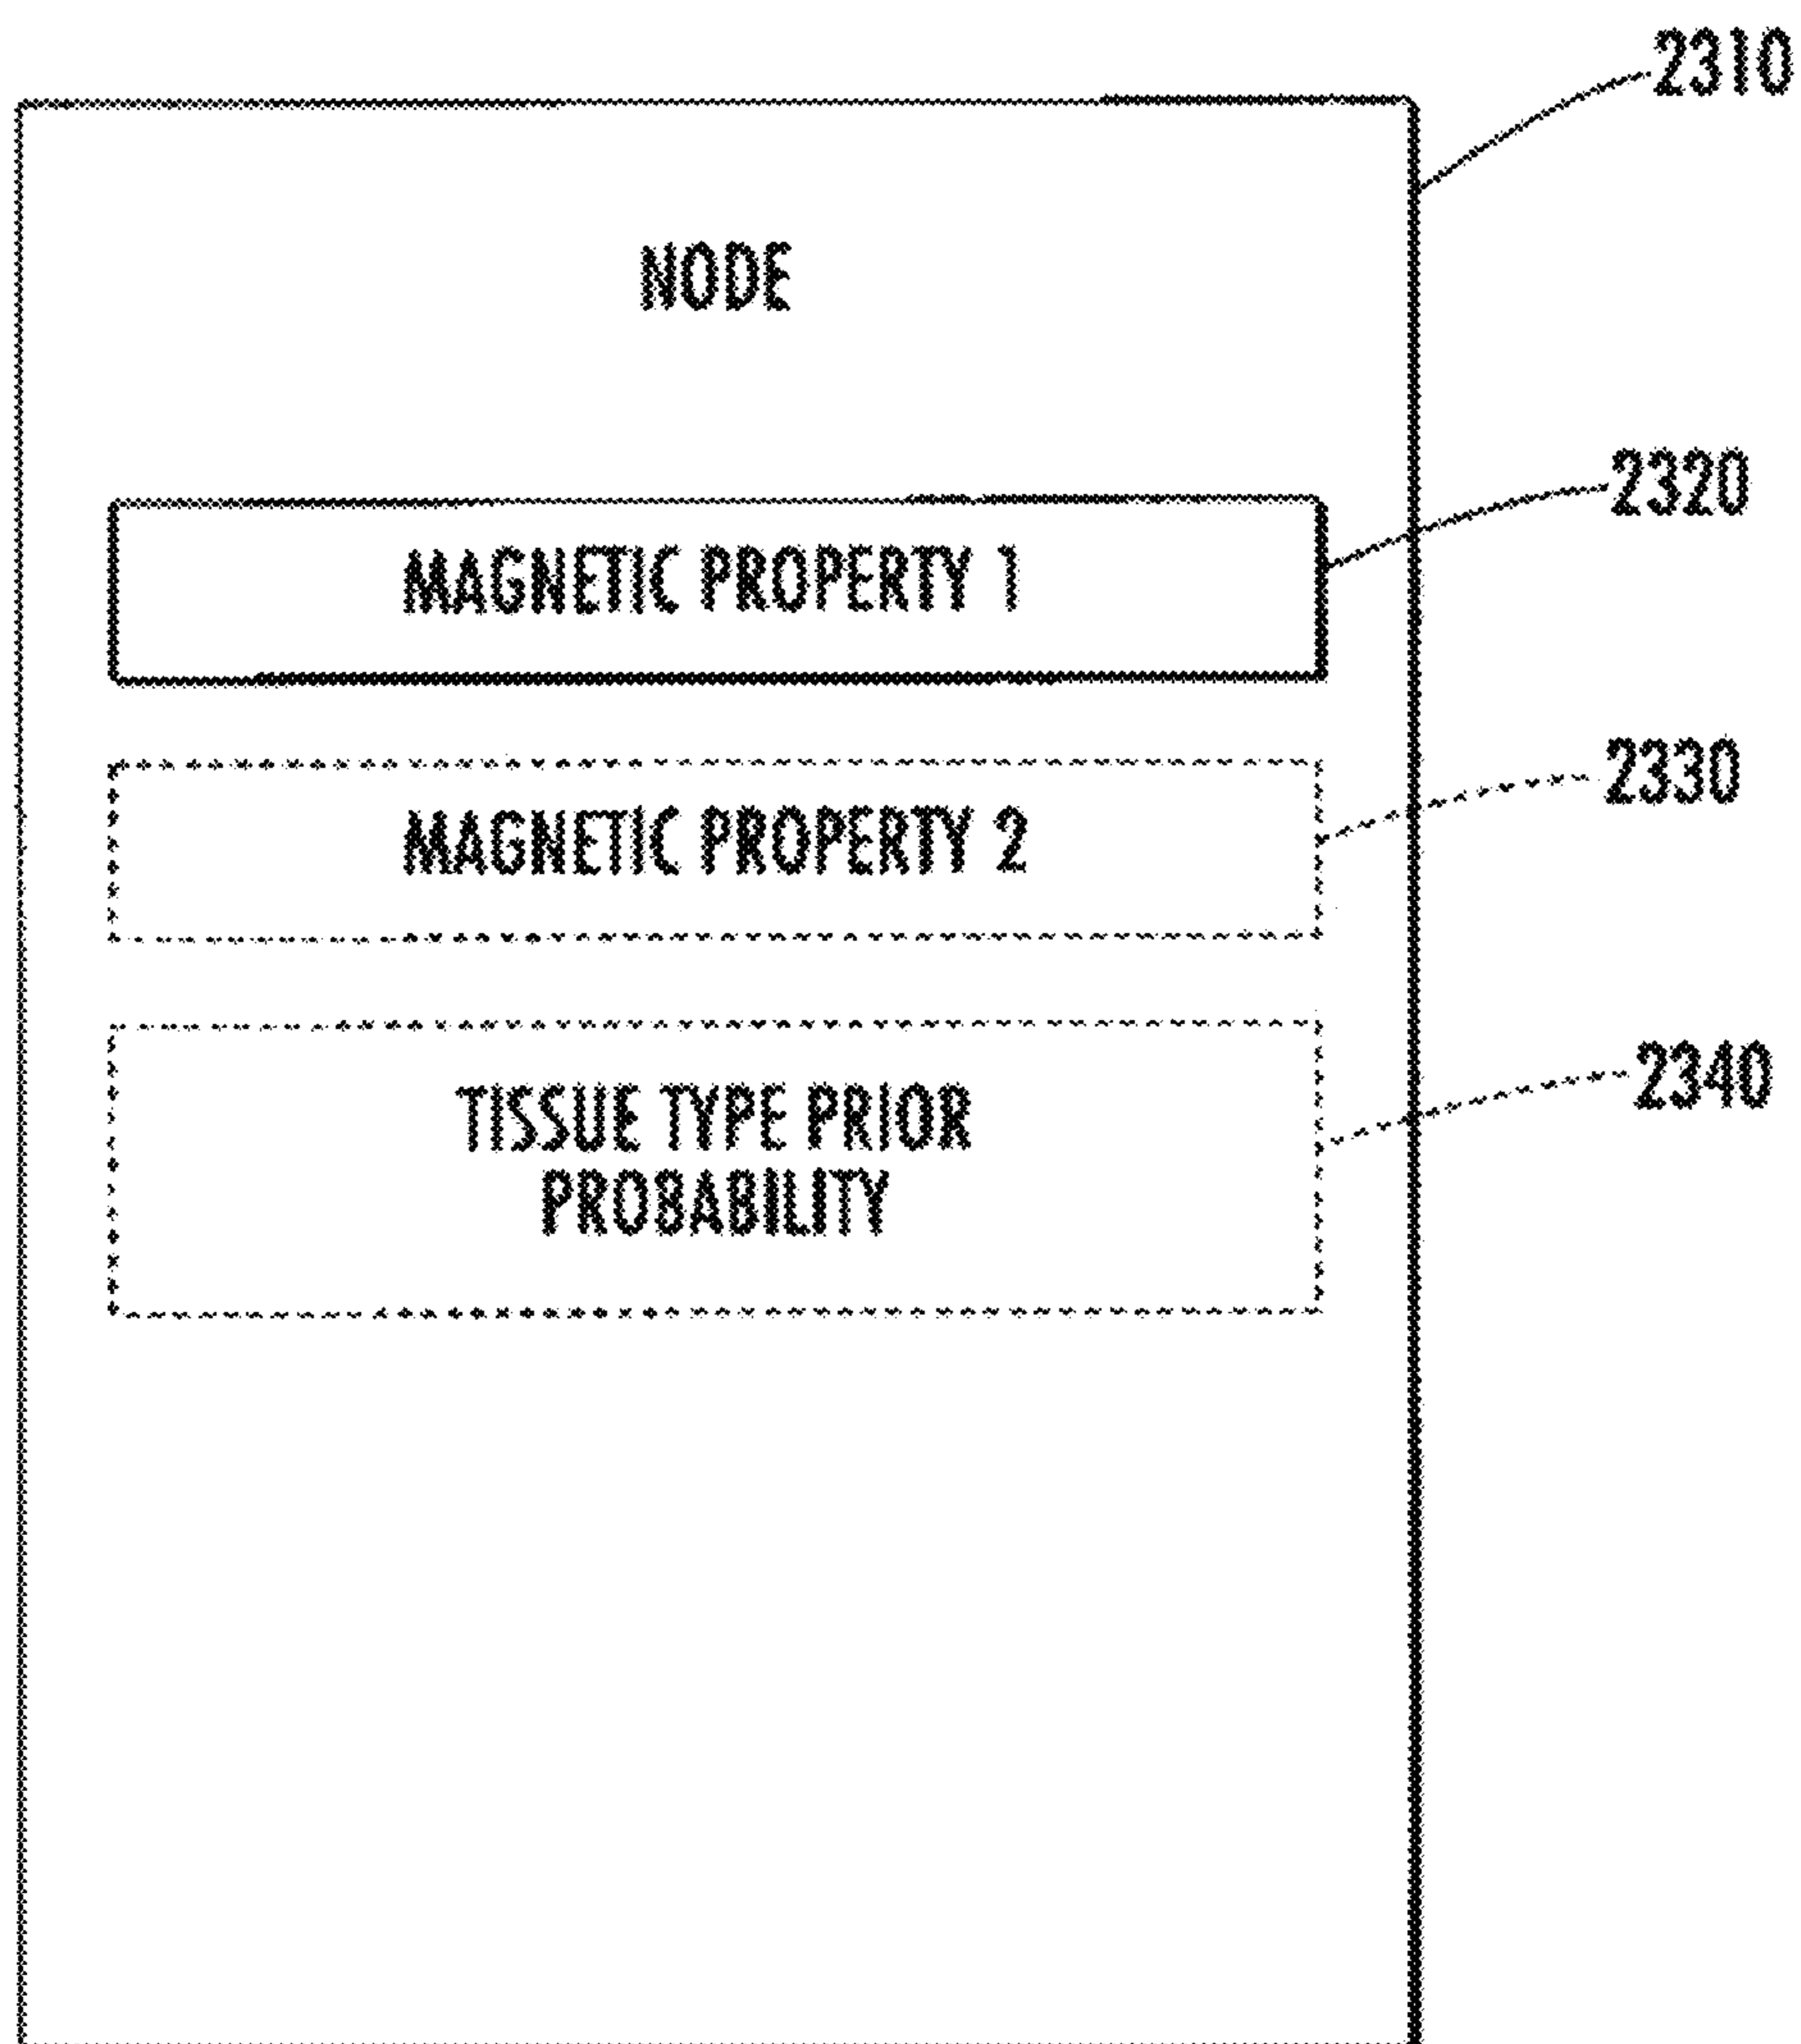 2310
NODE
2320
MAGNETIC PROPERTY 1
2330
MAGNETIC PROPERTY 2
2340
TISSUE TYPE PRIOR
PROBABILITY